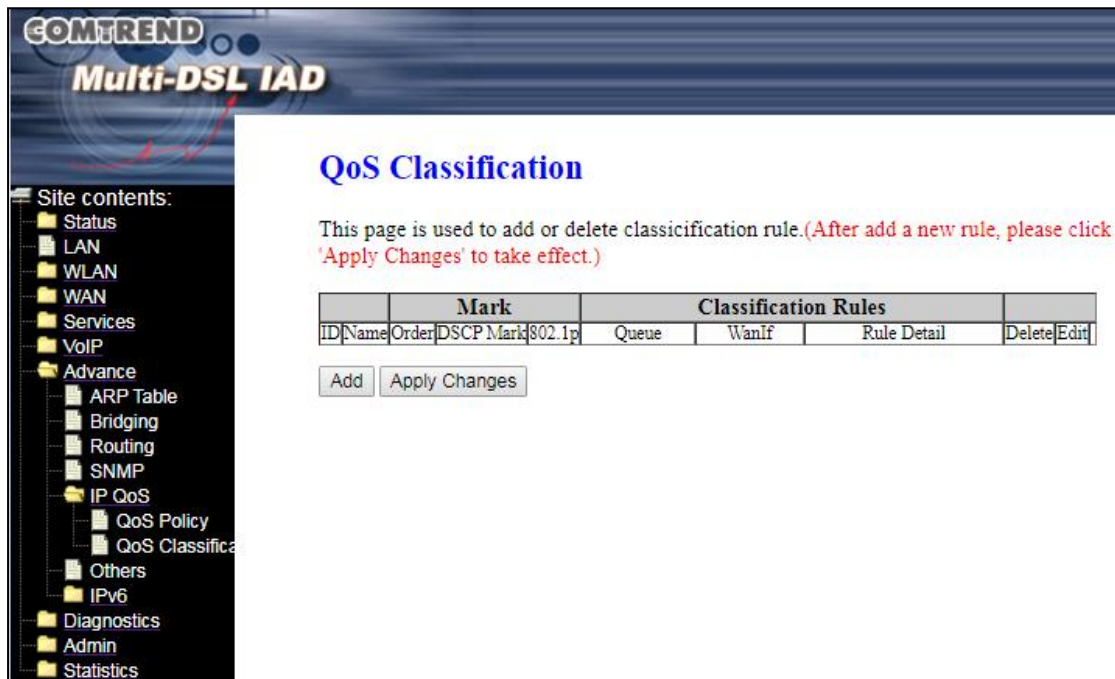 COMTREND
Multi-DSL IAD
Site contents:
Status
LAN
WLAN
WAN
Services
VoIP
Advance
ARP Table
Bridging
Routing
SNMP
IP QoS
QoS Policy
QoS Classifica
Others
IPv6
Diagnostics
Admin
Statistics
QoS Classification
This page is used to add or delete classicification rule.(After add a new rule, please click
'Apply Changes' to take effect.)
Mark Classification Rules
ID Name Order DSCP Mark 802.1p Queue WanIf Rule Detail Delete Edit
Add Apply Changes